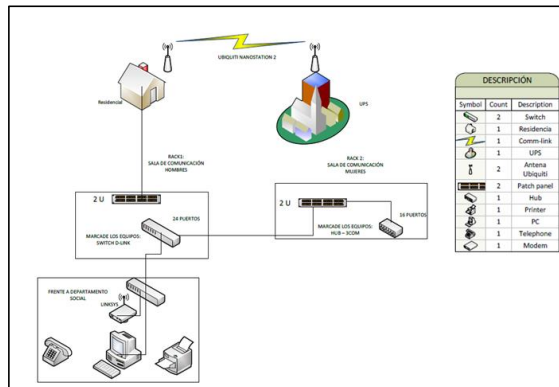 UBIQUITI NANOSTATION 2
Residencial
UPS
RACK1:
SALA DE COMUNICACIÓN
HOMBRES
RACK 2:
SALA DE COMUNICACIÓN
MUJERES
2 U
24 PUERTOS
MARCADE LOS EQUIPOS:
SWITCH D-LINK
2 U
16 PUERTOS
MARCADE LOS EQUIPOS:
HUB – 3COM
FRENTE A DEPARTAMENTO
SOCIAL
LINKSYS
DESCRIPCIÓN
Symbol Count Description
2 Switch
1 Residencia
1 Comm-link
1 UPS
2 Antena
Ubiquiti
2 Patch panel
1 Hub
1 Printer
1 PC
1 Telephone
1 Modem